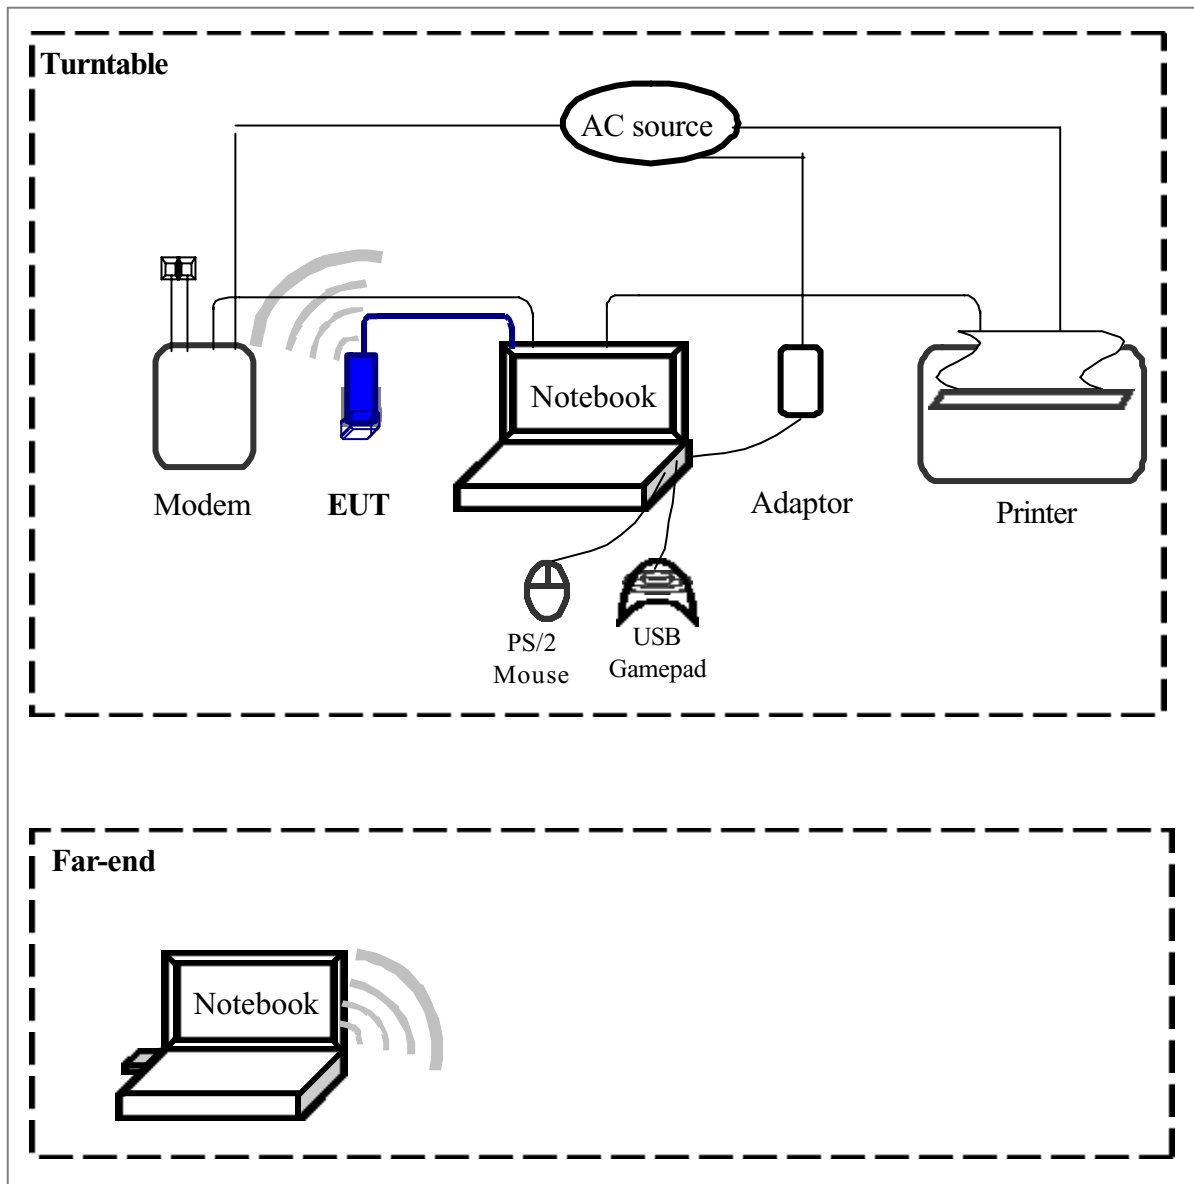 Turntable
AC source
Notebook
Modem
EUT
Adaptor
Printer
PS/2
Mouse
USB
Gamepad
Far-end
Notebook